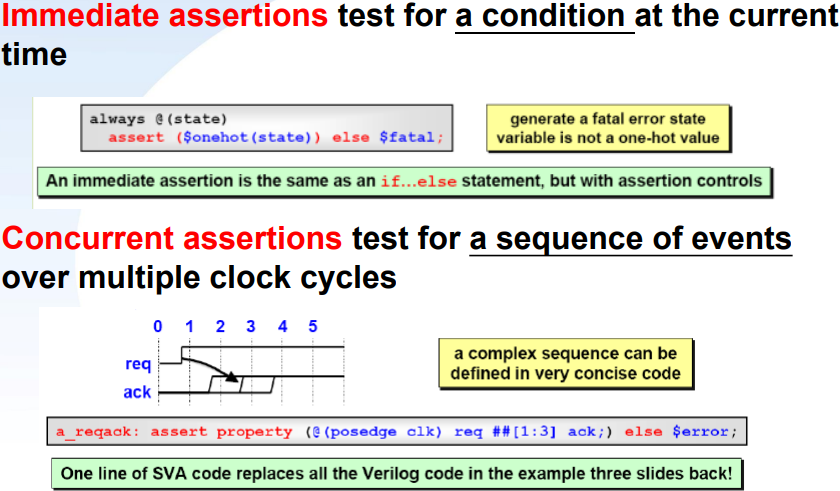 Immediate assertions test for a condition at the current
time
always @(state)
assert ($onehot(state)) else $fatal;
generate a fatal error state
variable is not a one-hot value
An immediate assertion is the same as an if...else statement, but with assertion controls
Concurrent assertions test for a sequence of events
over multiple clock cycles
0 1 2 3 4 5
req
ack
a complex sequence can be
defined in very concise code
a_reqack: assert property (@(posedge clk) req ##[1:3] ack;) else $error;
One line of SVA code replaces all the Verilog code in the example three slides back!